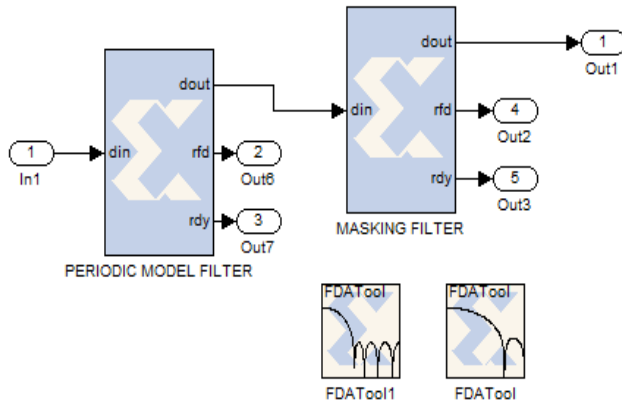 dout
1
Out1
dout
din
rfd
4
Out2
1
In1
din
rfd
2
Out6
rdy
5
Out3
rdy
3
Out7
MASKING FILTER
PERIODIC MODEL FILTER
FDATool
FDATool
FDATool1
FDATool